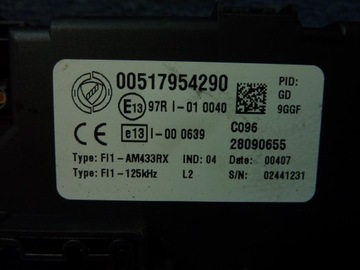 00517954290
PID:
GD
9GGF
E13 97R I-01 0040
CE e13 I-00 0639
C096
28090655
Type: FI1-AM433RX IND: 04 Date: 00407
Type: FI1-125kHz L2 S/N: 02441231